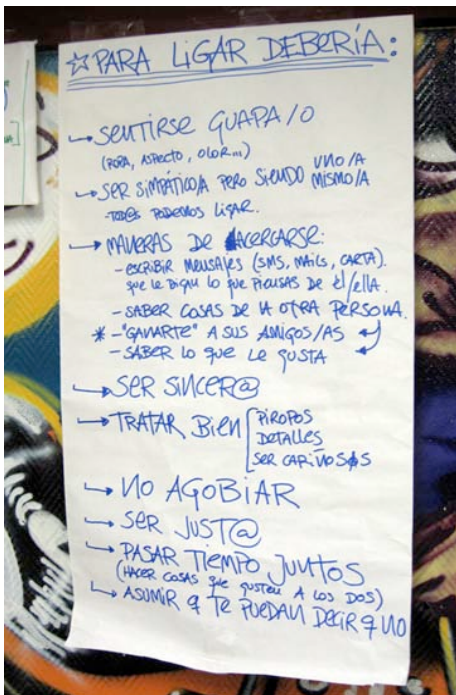 ☆PARA LIGAR DEBERÍA:
→SENTIRSE GUAPA/O
(ROPA, ASPECTO, OLOR...)
→SER SIMPÁTICO/A PERO SIENDO UNO/A MISMO/A
-TOD@S PODEMOS LIGAR.
→MANERAS DE ACERCARSE:
-ESCRIBIR MENSAJES (SMS, MAILS, CARTA).
QUE LE DIGAN LO QUE PIENSAS DE ÉL/ELLA.
-SABER COSAS DE LA OTRA PERSONA.
* -"GANARTE" A SUS AMIGOS/AS
-SABER LO QUE LE GUSTA
→SER SINCER@
→TRATAR BIEN [PIROPOS
DETALLES
SER CARIÑOS@S
→NO AGOBIAR
→SER JUST@
→PASAR TIEMPO JUNTOS
(HACER COSAS QUE GUSTEN A LOS DOS)
→ASUMIR q TE PUEDAN DECIR q NO